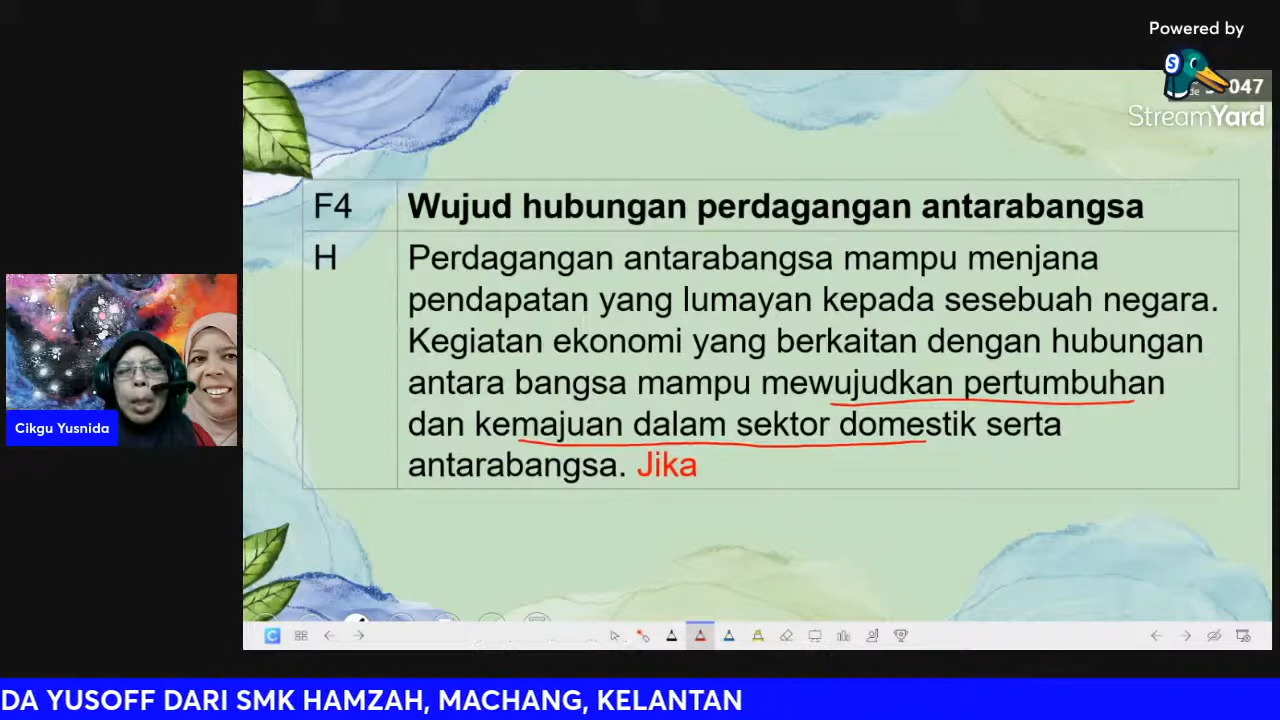 Powered by
047
StreamYard
F4
Wujud hubungan perdagangan antarabangsa
H
Perdagangan antarabangsa mampu menjana
pendapatan yang lumayan kepada sesebuah negara.
Kegiatan ekonomi yang berkaitan dengan hubungan
antara bangsa mampu mewujudkan pertumbuhan
dan kemajuan dalam sektor domestik serta
antarabangsa. Jika
Cikgu Yusnida
DA YUSOFF DARI SMK HAMZAH, MACHANG, KELANTAN